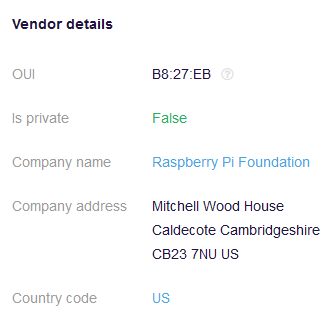 Vendor details
OUI B8:27:EB
Is private False
Company name Raspberry Pi Foundation
Company address Mitchell Wood House
Caldecote Cambridgeshire
CB23 7NU US
Country code US